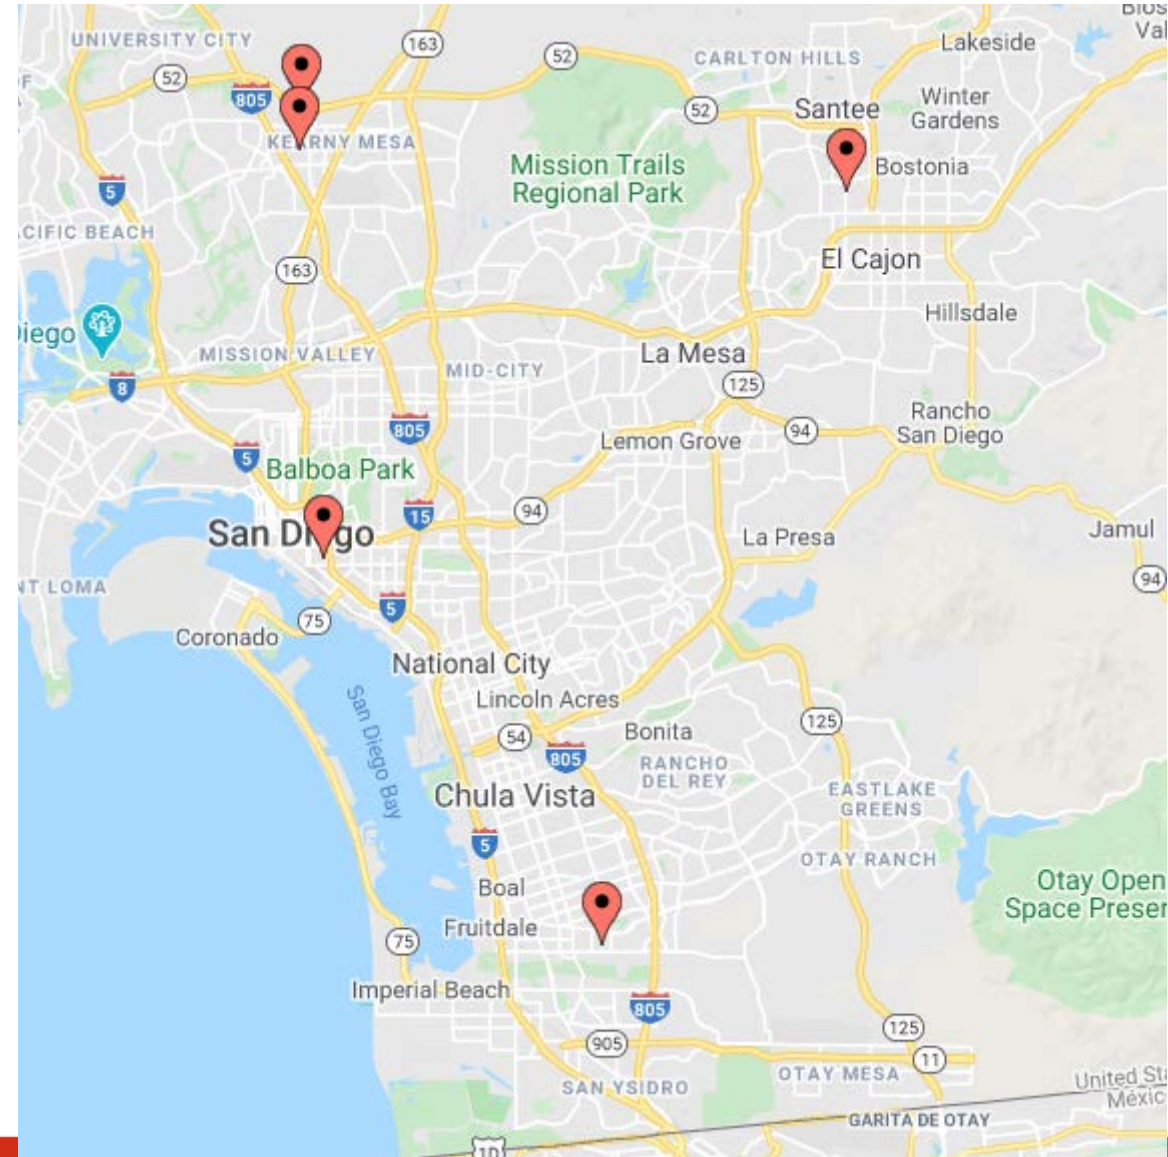 UNIVERSITY CITY
163
52
CARLTON HILLS
Lakeside
52
805
52
Santee
Winter
Gardens
KEARNY MESA
Mission Trails
Regional Park
Bostonia
5
CIFIC BEACH
163
El Cajon
Diego
Hillsdale
MISSION VALLEY
La Mesa
MID-CITY
8
125
805
94
Rancho
San Diego
Lemon Grove
5
Balboa Park
15
94
San D go
La Presa
Jamul
94
NT LOMA
5
75
Coronado
National City
Lincoln Acres
San Diego Bay
54
Bonita
125
805
RANCHO
DEL REY
Chula Vista
EASTLAKE
GREENS
5
OTAY RANCH
Boal
Otay Open
Space Preser
Fruitdale
75
Imperial Beach
805
125
905
11
OTAY MESA
SAN YSIDRO
United Sta
Méxic
GARITA DE OTAY
1D